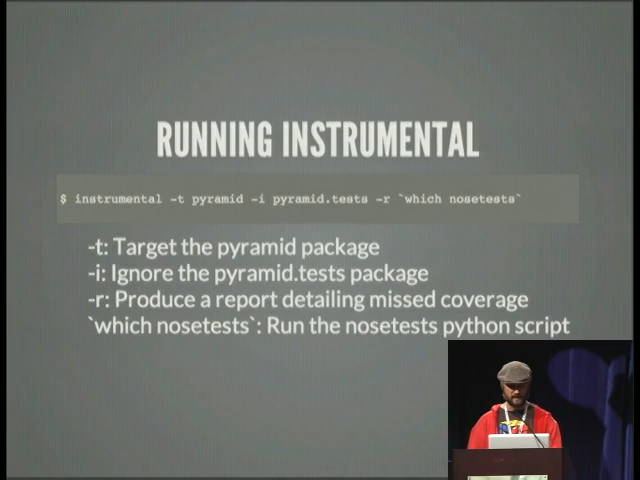 RUNNING INSTRUMENTAL
$ instrumental -t pyramid -i pyramid.tests -r `which nosetests`
-t: Target the pyramid package
-i: Ignore the pyramid.tests package
-r: Produce a report detailing missed coverage
`which nosetests`: Run the nosetests python script